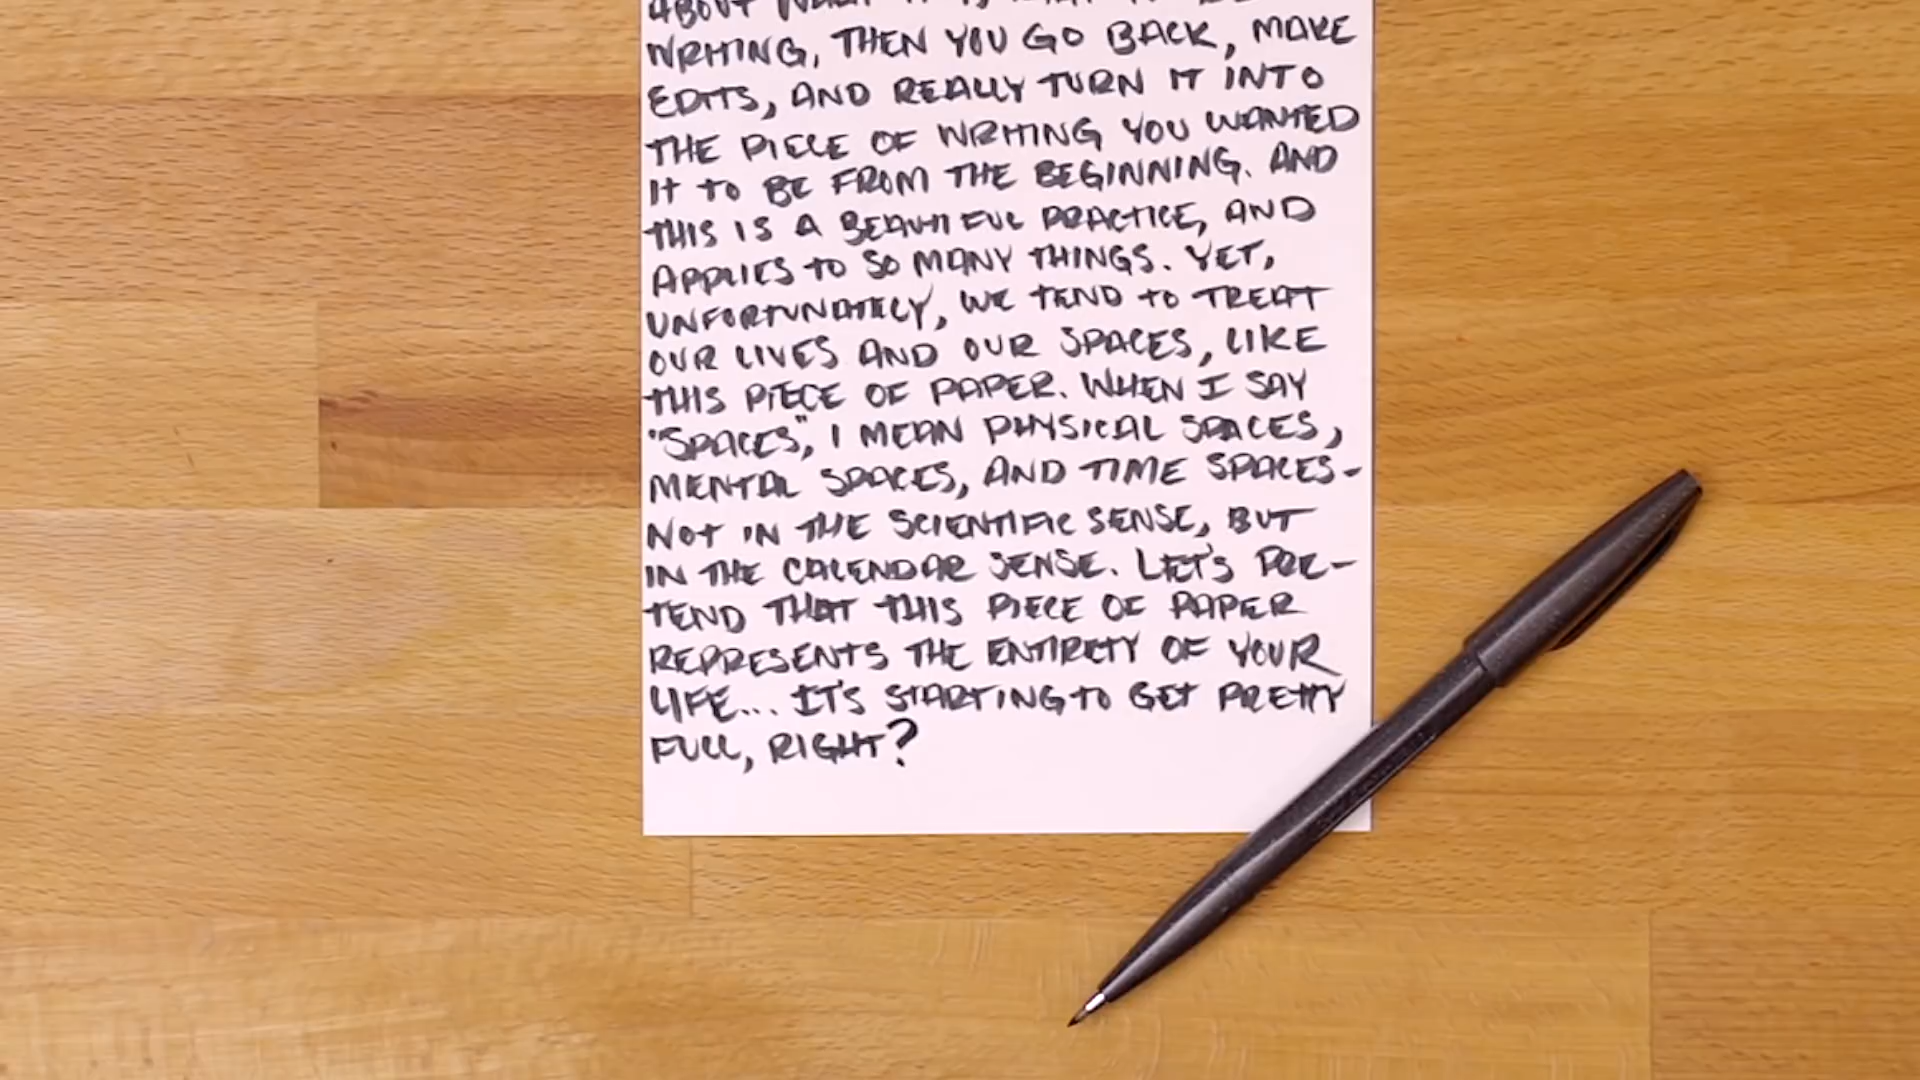 ABOUT
WRITING, THEN YOU GO BACK, MAKE
EDITS, AND REALLY TURN IT INTO
THE PIECE OF WRITING YOU WANTED
IT TO BE FROM THE BEGINNING. AND
THIS IS A BEAUTIFUL PRACTICE, AND
APPLIES TO SO MANY THINGS. YET,
UNFORTUNATELY, WE TEND TO TREAT
OUR LIVES AND OUR SPACES, LIKE
THIS PIECE OF PAPER. WHEN I SAY
"SPACES", I MEAN PHYSICAL SPACES,
MENTAL SPACES, AND TIME SPACES-
NOT IN THE SCIENTIFIC SENSE, BUT
IN THE CALENDAR SENSE. LET'S PRE-
TEND THAT THIS PIECE OF PAPER
REPRESENTS THE ENTIRETY OF YOUR
LIFE... IT'S STARTING TO GET PRETTY
FULL, RIGHT?